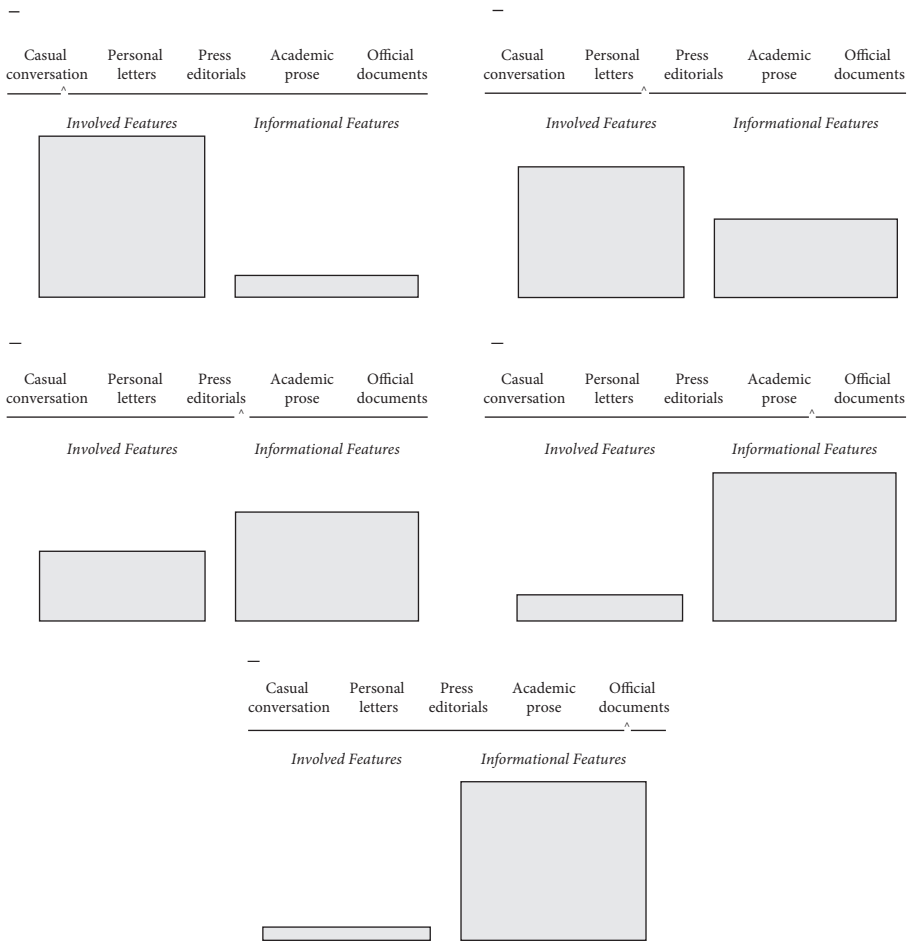 –
Casual Personal Press Academic Official
conversation letters editorials prose documents
^
Involved Features Informational Features
–
Casual Personal Press Academic Official
conversation letters editorials prose documents
^
Involved Features Informational Features
–
Casual Personal Press Academic Official
conversation letters editorials prose documents
^
Involved Features Informational Features
–
Casual Personal Press Academic Official
conversation letters editorials prose documents
^
Involved Features Informational Features
–
Casual Personal Press Academic Official
conversation letters editorials prose documents
^
Involved Features Informational Features